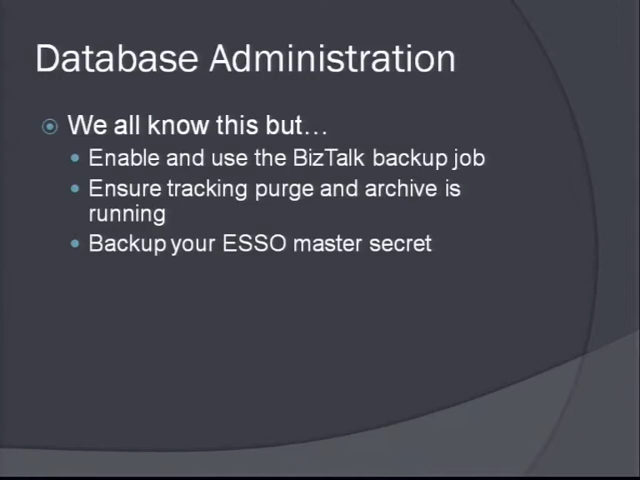 Database Administration
We all know this but…
Enable and use the BizTalk backup job
Ensure tracking purge and archive is
running
Backup your ESSO master secret